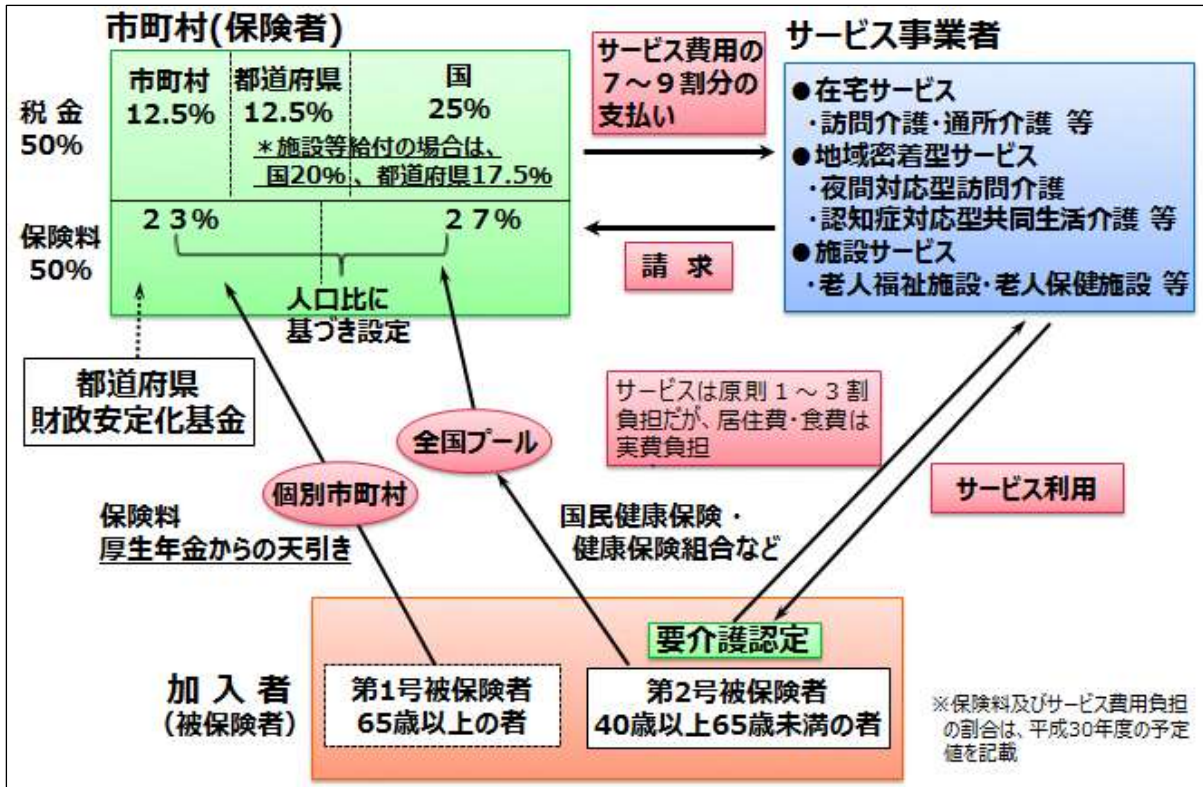 市町村(保険者)
税 金
50%
市町村
12.5%
都道府県
12.5%
国
25%
＊施設等給付の場合は、
国20%、都道府県17.5%
保険料
50%
２３%
２７%
人口比に
基づき設定
都道府県
財政安定化基金
サービス費用の
７～９割分の
支払い
請 求
サービス事業者
●在宅サービス
・訪問介護・通所介護 等
●地域密着型サービス
・夜間対応型訪問介護
・認知症対応型共同生活介護 等
●施設サービス
・老人福祉施設・老人保健施設 等
サービスは原則１～３割
負担だが、居住費・食費は
実費負担
全国プール
個別市町村
サービス利用
保険料
厚生年金からの天引き
国民健康保険・
健康保険組合など
要介護認定
加 入 者
(被保険者)
第1号被保険者
65歳以上の者
第2号被保険者
40歳以上65歳未満の者
※保険料及びサービス費用負担
の割合は、平成30年度の予定
値を記載